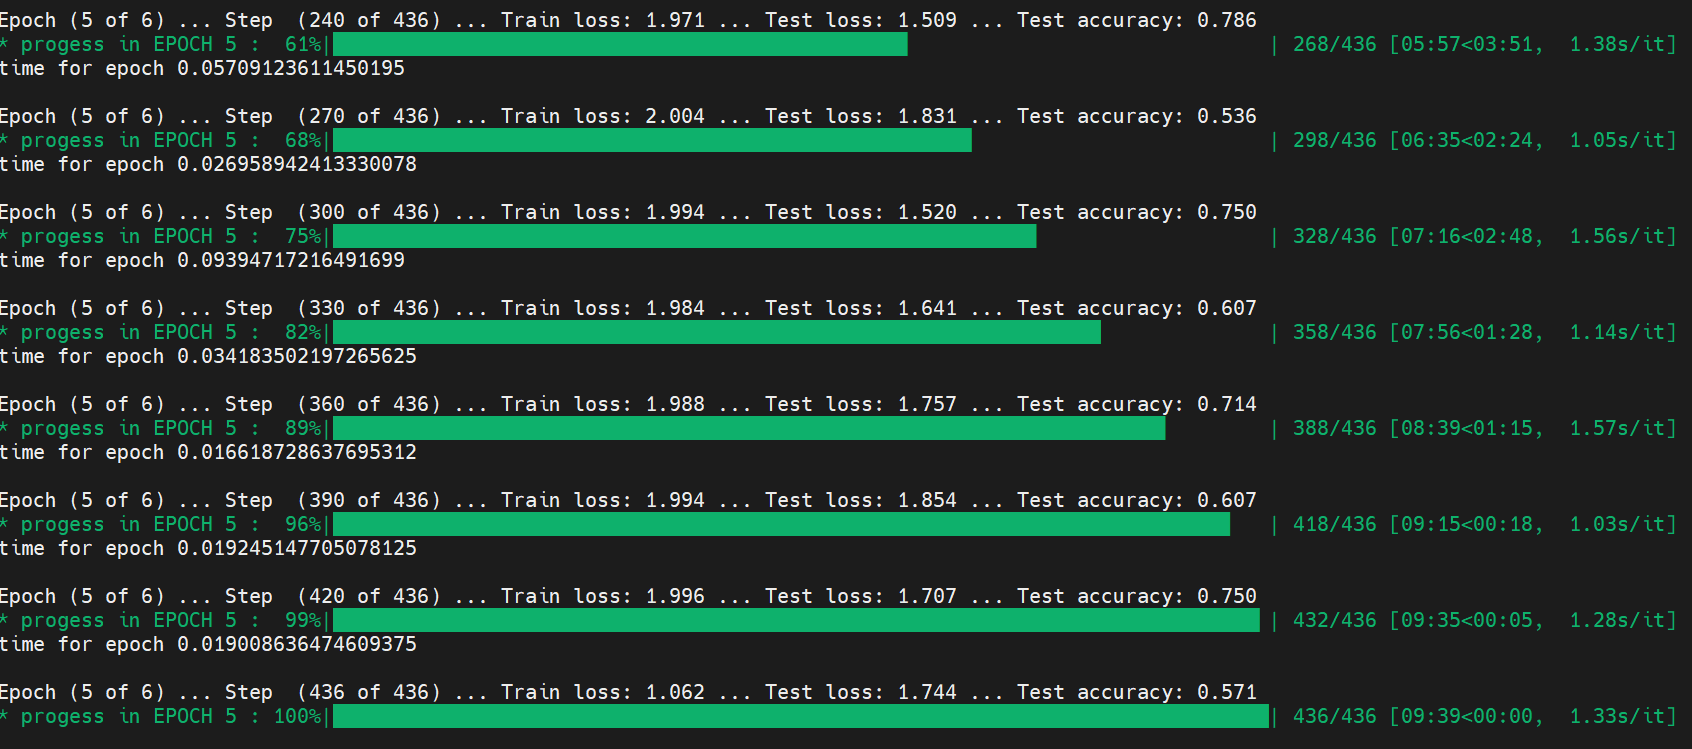 Epoch (5 of 6) ... Step  (240 of 436) ... Train loss: 1.971 ... Test loss: 1.509 ... Test accuracy: 0.786
* progess in EPOCH 5 :  61%| | 268/436 [05:57<03:51,  1.38s/it]
time for epoch 0.05709123611450195
Epoch (5 of 6) ... Step  (270 of 436) ... Train loss: 2.004 ... Test loss: 1.831 ... Test accuracy: 0.536
* progess in EPOCH 5 :  68%| | 298/436 [06:35<02:24,  1.05s/it]
time for epoch 0.026958942413330078
Epoch (5 of 6) ... Step  (300 of 436) ... Train loss: 1.994 ... Test loss: 1.520 ... Test accuracy: 0.750
* progess in EPOCH 5 :  75%| | 328/436 [07:16<02:48,  1.56s/it]
time for epoch 0.09394717216491699
Epoch (5 of 6) ... Step  (330 of 436) ... Train loss: 1.984 ... Test loss: 1.641 ... Test accuracy: 0.607
* progess in EPOCH 5 :  82%| | 358/436 [07:56<01:28,  1.14s/it]
time for epoch 0.034183502197265625
Epoch (5 of 6) ... Step  (360 of 436) ... Train loss: 1.988 ... Test loss: 1.757 ... Test accuracy: 0.714
* progess in EPOCH 5 :  89%| | 388/436 [08:39<01:15,  1.57s/it]
time for epoch 0.016618728637695312
Epoch (5 of 6) ... Step  (390 of 436) ... Train loss: 1.994 ... Test loss: 1.854 ... Test accuracy: 0.607
* progess in EPOCH 5 :  96%| | 418/436 [09:15<00:18,  1.03s/it]
time for epoch 0.019245147705078125
Epoch (5 of 6) ... Step  (420 of 436) ... Train loss: 1.996 ... Test loss: 1.707 ... Test accuracy: 0.750
* progess in EPOCH 5 :  99%| | 432/436 [09:35<00:05,  1.28s/it]
time for epoch 0.019008636474609375
Epoch (5 of 6) ... Step  (436 of 436) ... Train loss: 1.062 ... Test loss: 1.744 ... Test accuracy: 0.571
* progess in EPOCH 5 : 100%| | 436/436 [09:39<00:00,  1.33s/it]